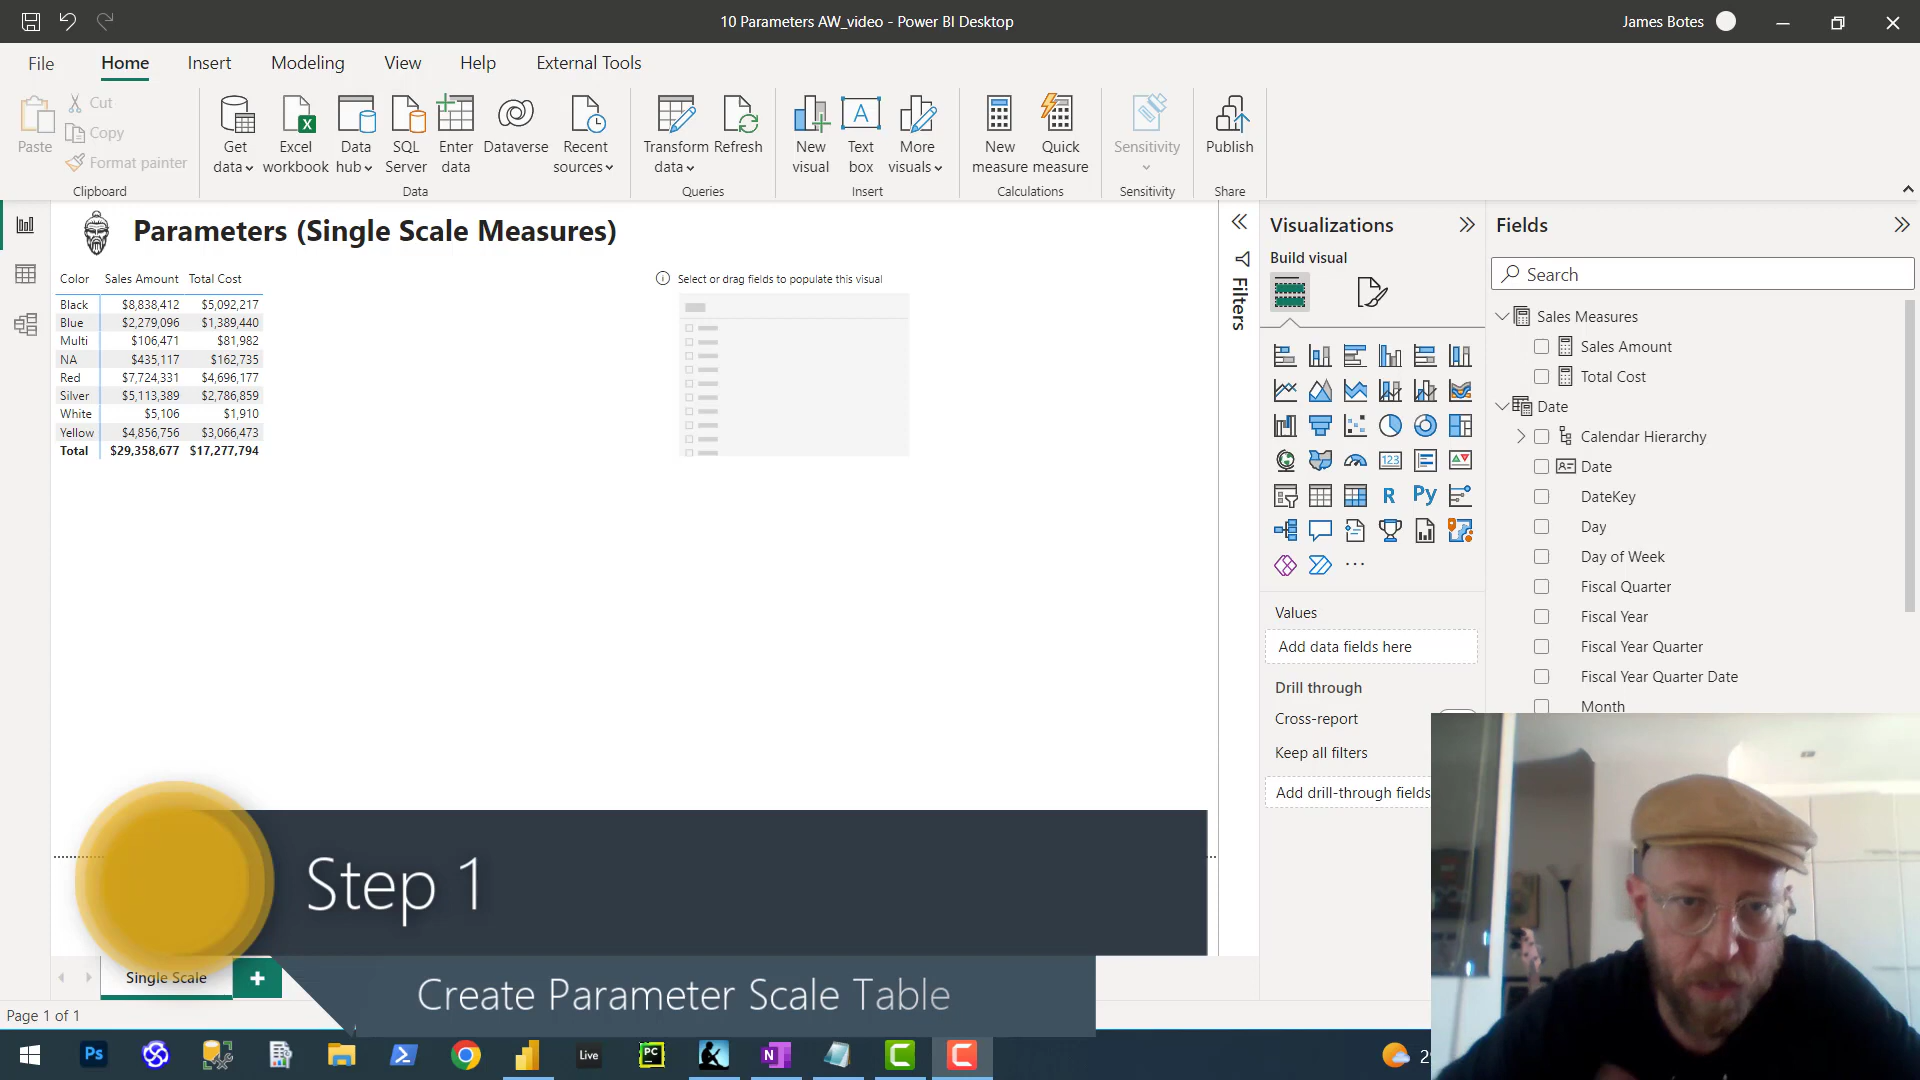 10 Parameters AW_video - Power BI Desktop
James Botes
File Home Insert Modeling View Help External Tools
Paste
Cut
Copy
Format painter
Clipboard
Get data
Excel workbook
Data hub
SQL Server
Enter data
Dataverse
Recent sources
Data
Transform data
Refresh
Queries
New visual
Text box
More visuals
Insert
New measure
Quick measure
Calculations
Sensitivity
Sensitivity
Publish
Share
Parameters (Single Scale Measures)
Color Sales Amount Total Cost
Black $8,838,412 $5,092,217
Blue $2,279,096 $1,389,440
Multi $106,471 $81,982
NA $435,117 $162,735
Red $7,724,331 $4,696,177
Silver $5,113,389 $2,786,859
White $5,106 $1,910
Yellow $4,856,756 $3,066,473
Total $29,358,677 $17,277,794
Select or drag fields to populate this visual
Filters
Visualizations
Build visual
123
R
Py
Values
Add data fields here
Drill through
Cross-report
Keep all filters
Add drill-through fields
Fields
Search
Sales Measures
Sales Amount
Total Cost
Date
Calendar Hierarchy
Date
DateKey
Day
Day of Week
Fiscal Quarter
Fiscal Year
Fiscal Year Quarter
Fiscal Year Quarter Date
Month
Step 1
Create Parameter Scale Table
Single Scale
Page 1 of 1
Ps
Live
PC
N